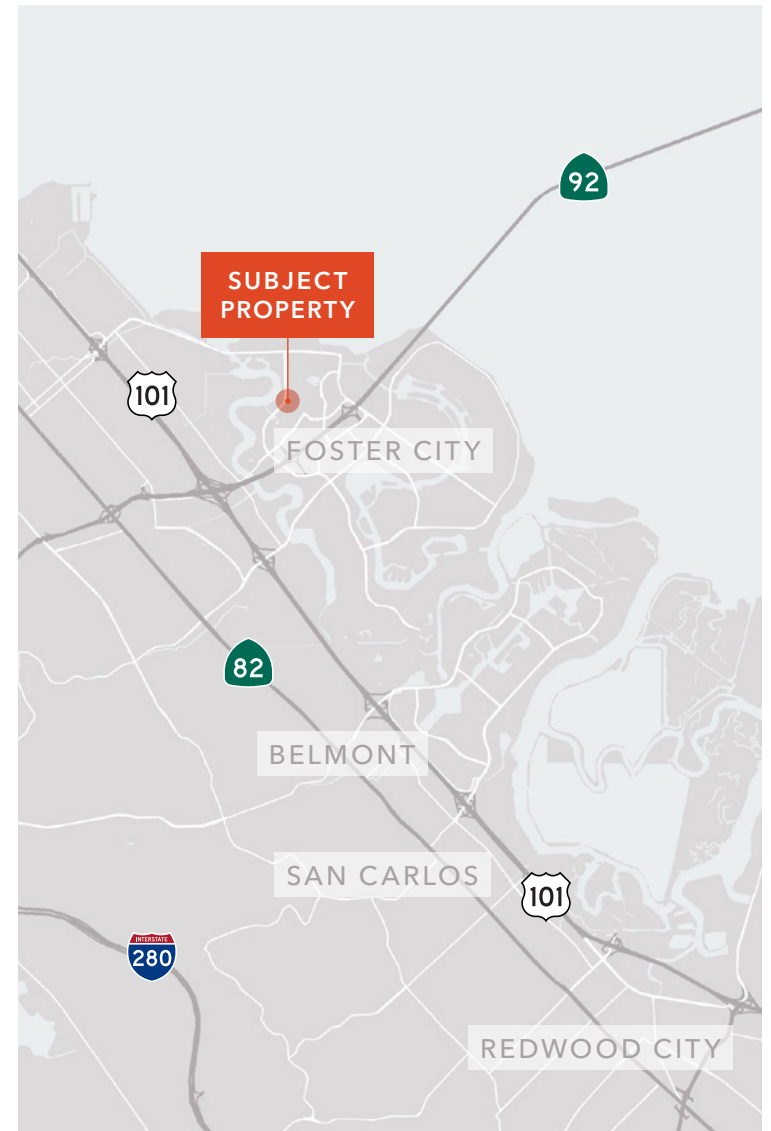 92
SUBJECT
PROPERTY
101
FOSTER CITY
82
BELMONT
SAN CARLOS
101
INTERSTATE
280
REDWOOD CITY